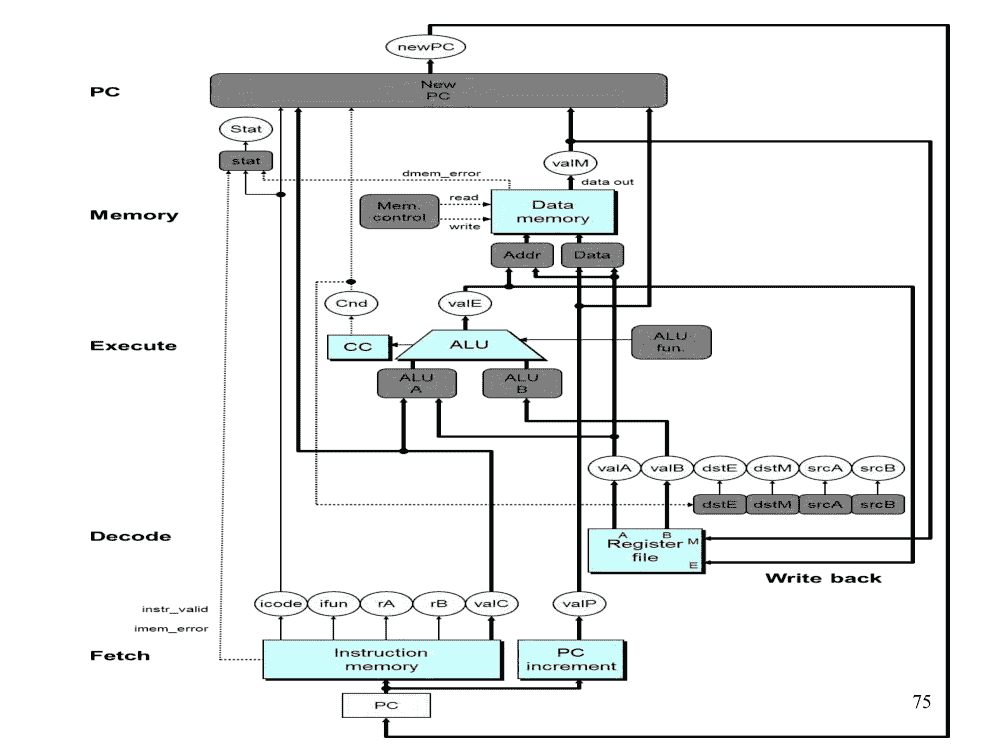 newPC
PC
New
PC
Stat
stat
valM
dmem_error
data out
Memory
Mem.
control
read
write
Data
memory
Addr
Data
Cnd
valE
Execute
CC
ALU
ALU
fun.
ALU
A
ALU
B
valA
valB
dstE
dstM
srcA
srcB
dstE
dstM
srcA
srcB
Decode
A
B
Register
file
M
E
Write back
instr_valid
icode
ifun
rA
rB
valC
valP
imem_error
Fetch
Instruction
memory
PC
increment
PC
75